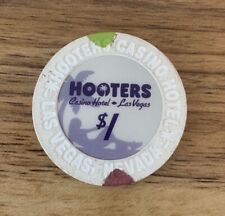 HOOTERS CASINO HOTEL
LAS VEGAS NEVADA
HOOTERS
Casino Hotel Las Vegas
$1